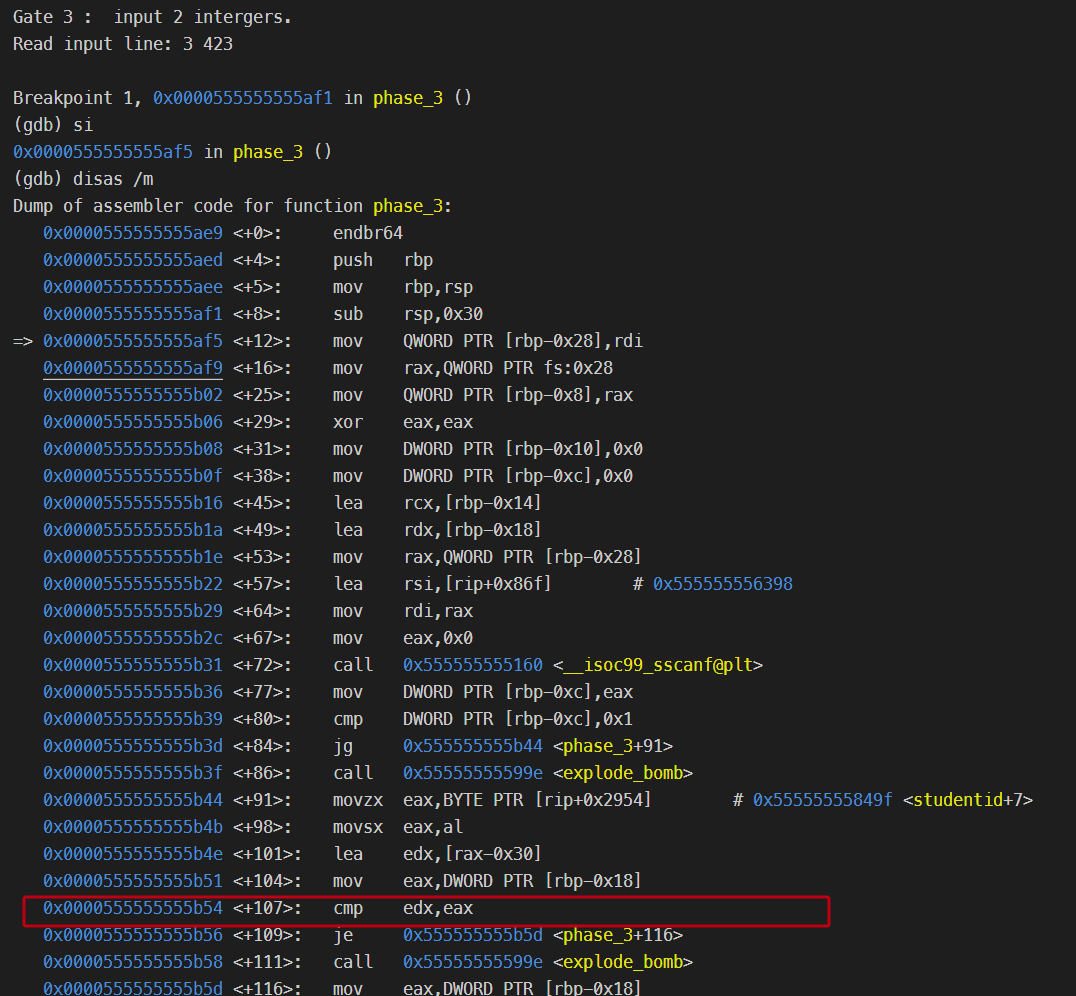 Gate 3 :  input 2 intergers.
Read input line: 3 423
Breakpoint 1, 0x0000555555555af1 in phase_3 ()
(gdb) si
0x0000555555555af5 in phase_3 ()
(gdb) disas /m
Dump of assembler code for function phase_3:
   0x0000555555555ae9 <+0>:     endbr64
   0x0000555555555aed <+4>:     push   rbp
   0x0000555555555aee <+5>:     mov    rbp,rsp
   0x0000555555555af1 <+8>:     sub    rsp,0x30
=> 0x0000555555555af5 <+12>:    mov    QWORD PTR [rbp-0x28],rdi
   0x0000555555555af9 <+16>:    mov    rax,QWORD PTR fs:0x28
   0x0000555555555b02 <+25>:    mov    QWORD PTR [rbp-0x8],rax
   0x0000555555555b06 <+29>:    xor    eax,eax
   0x0000555555555b08 <+31>:    mov    DWORD PTR [rbp-0x10],0x0
   0x0000555555555b0f <+38>:    mov    DWORD PTR [rbp-0xc],0x0
   0x0000555555555b16 <+45>:    lea    rcx,[rbp-0x14]
   0x0000555555555b1a <+49>:    lea    rdx,[rbp-0x18]
   0x0000555555555b1e <+53>:    mov    rax,QWORD PTR [rbp-0x28]
   0x0000555555555b22 <+57>:    lea    rsi,[rip+0x86f]        # 0x555555556398
   0x0000555555555b29 <+64>:    mov    rdi,rax
   0x0000555555555b2c <+67>:    mov    eax,0x0
   0x0000555555555b31 <+72>:    call   0x555555555160 <__isoc99_sscanf@plt>
   0x0000555555555b36 <+77>:    mov    DWORD PTR [rbp-0xc],eax
   0x0000555555555b39 <+80>:    cmp    DWORD PTR [rbp-0xc],0x1
   0x0000555555555b3d <+84>:    jg     0x555555555b44 <phase_3+91>
   0x0000555555555b3f <+86>:    call   0x55555555599e <explode_bomb>
   0x0000555555555b44 <+91>:    movzx  eax,BYTE PTR [rip+0x2954]        # 0x55555555849f <studentid+7>
   0x0000555555555b4b <+98>:    movsx  eax,al
   0x0000555555555b4e <+101>:   lea    edx,[rax-0x30]
   0x0000555555555b51 <+104>:   mov    eax,DWORD PTR [rbp-0x18]
   0x0000555555555b54 <+107>:   cmp    edx,eax
   0x0000555555555b56 <+109>:   je     0x555555555b5d <phase_3+116>
   0x0000555555555b58 <+111>:   call   0x55555555599e <explode_bomb>
   0x0000555555555b5d <+116>:   mov    eax,DWORD PTR [rbp-0x18]